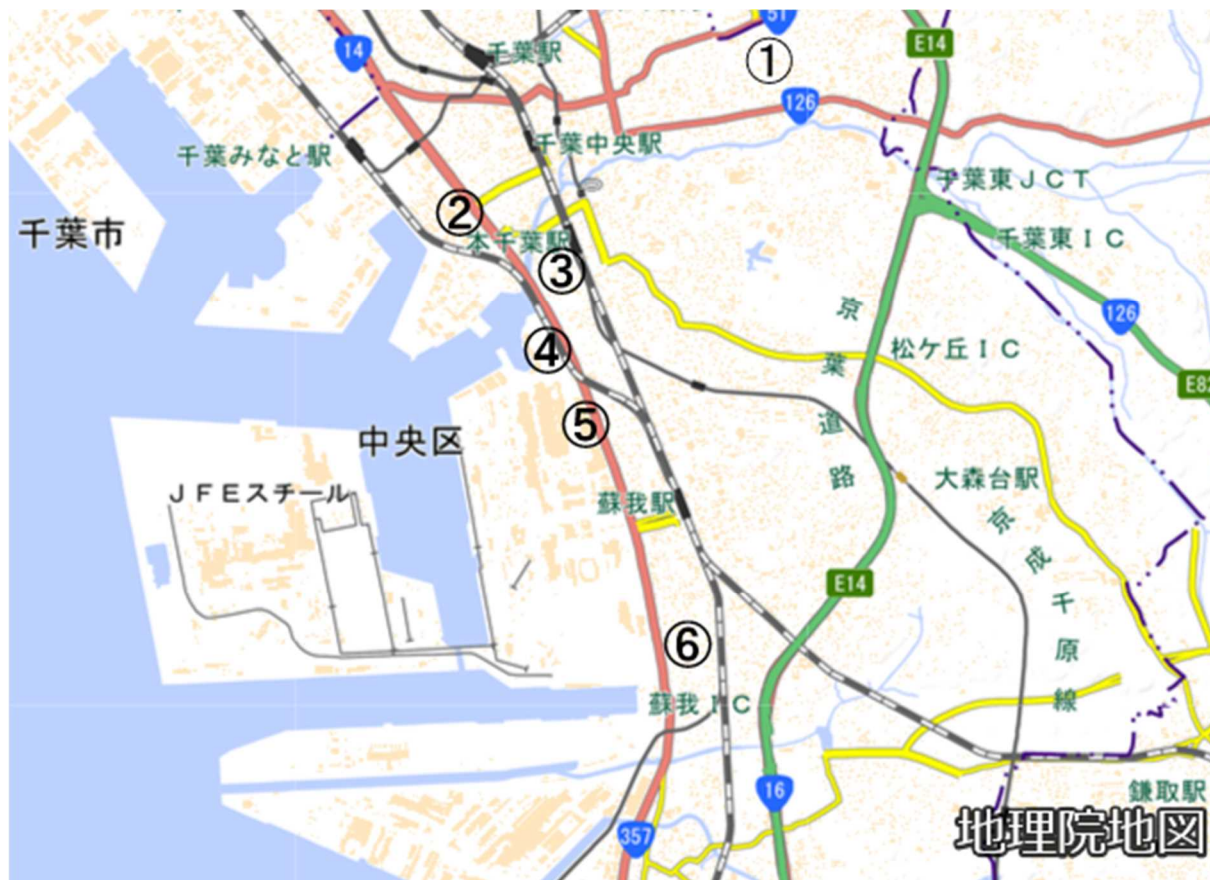 51
①
14
千葉駅
E14
126
千葉中央駅
千葉みなと駅
千葉東ＪＣＴ
千葉市
②
本千葉駅
千葉東ＩＣ
③
126
京葉道路
④
松ケ丘ＩＣ
E82
中央区
⑤
ＪＦＥスチール
蘇我駅
大森台駅
京成千原線
E14
⑥
蘇我ＩＣ
16
鎌取駅
357
地理院地図